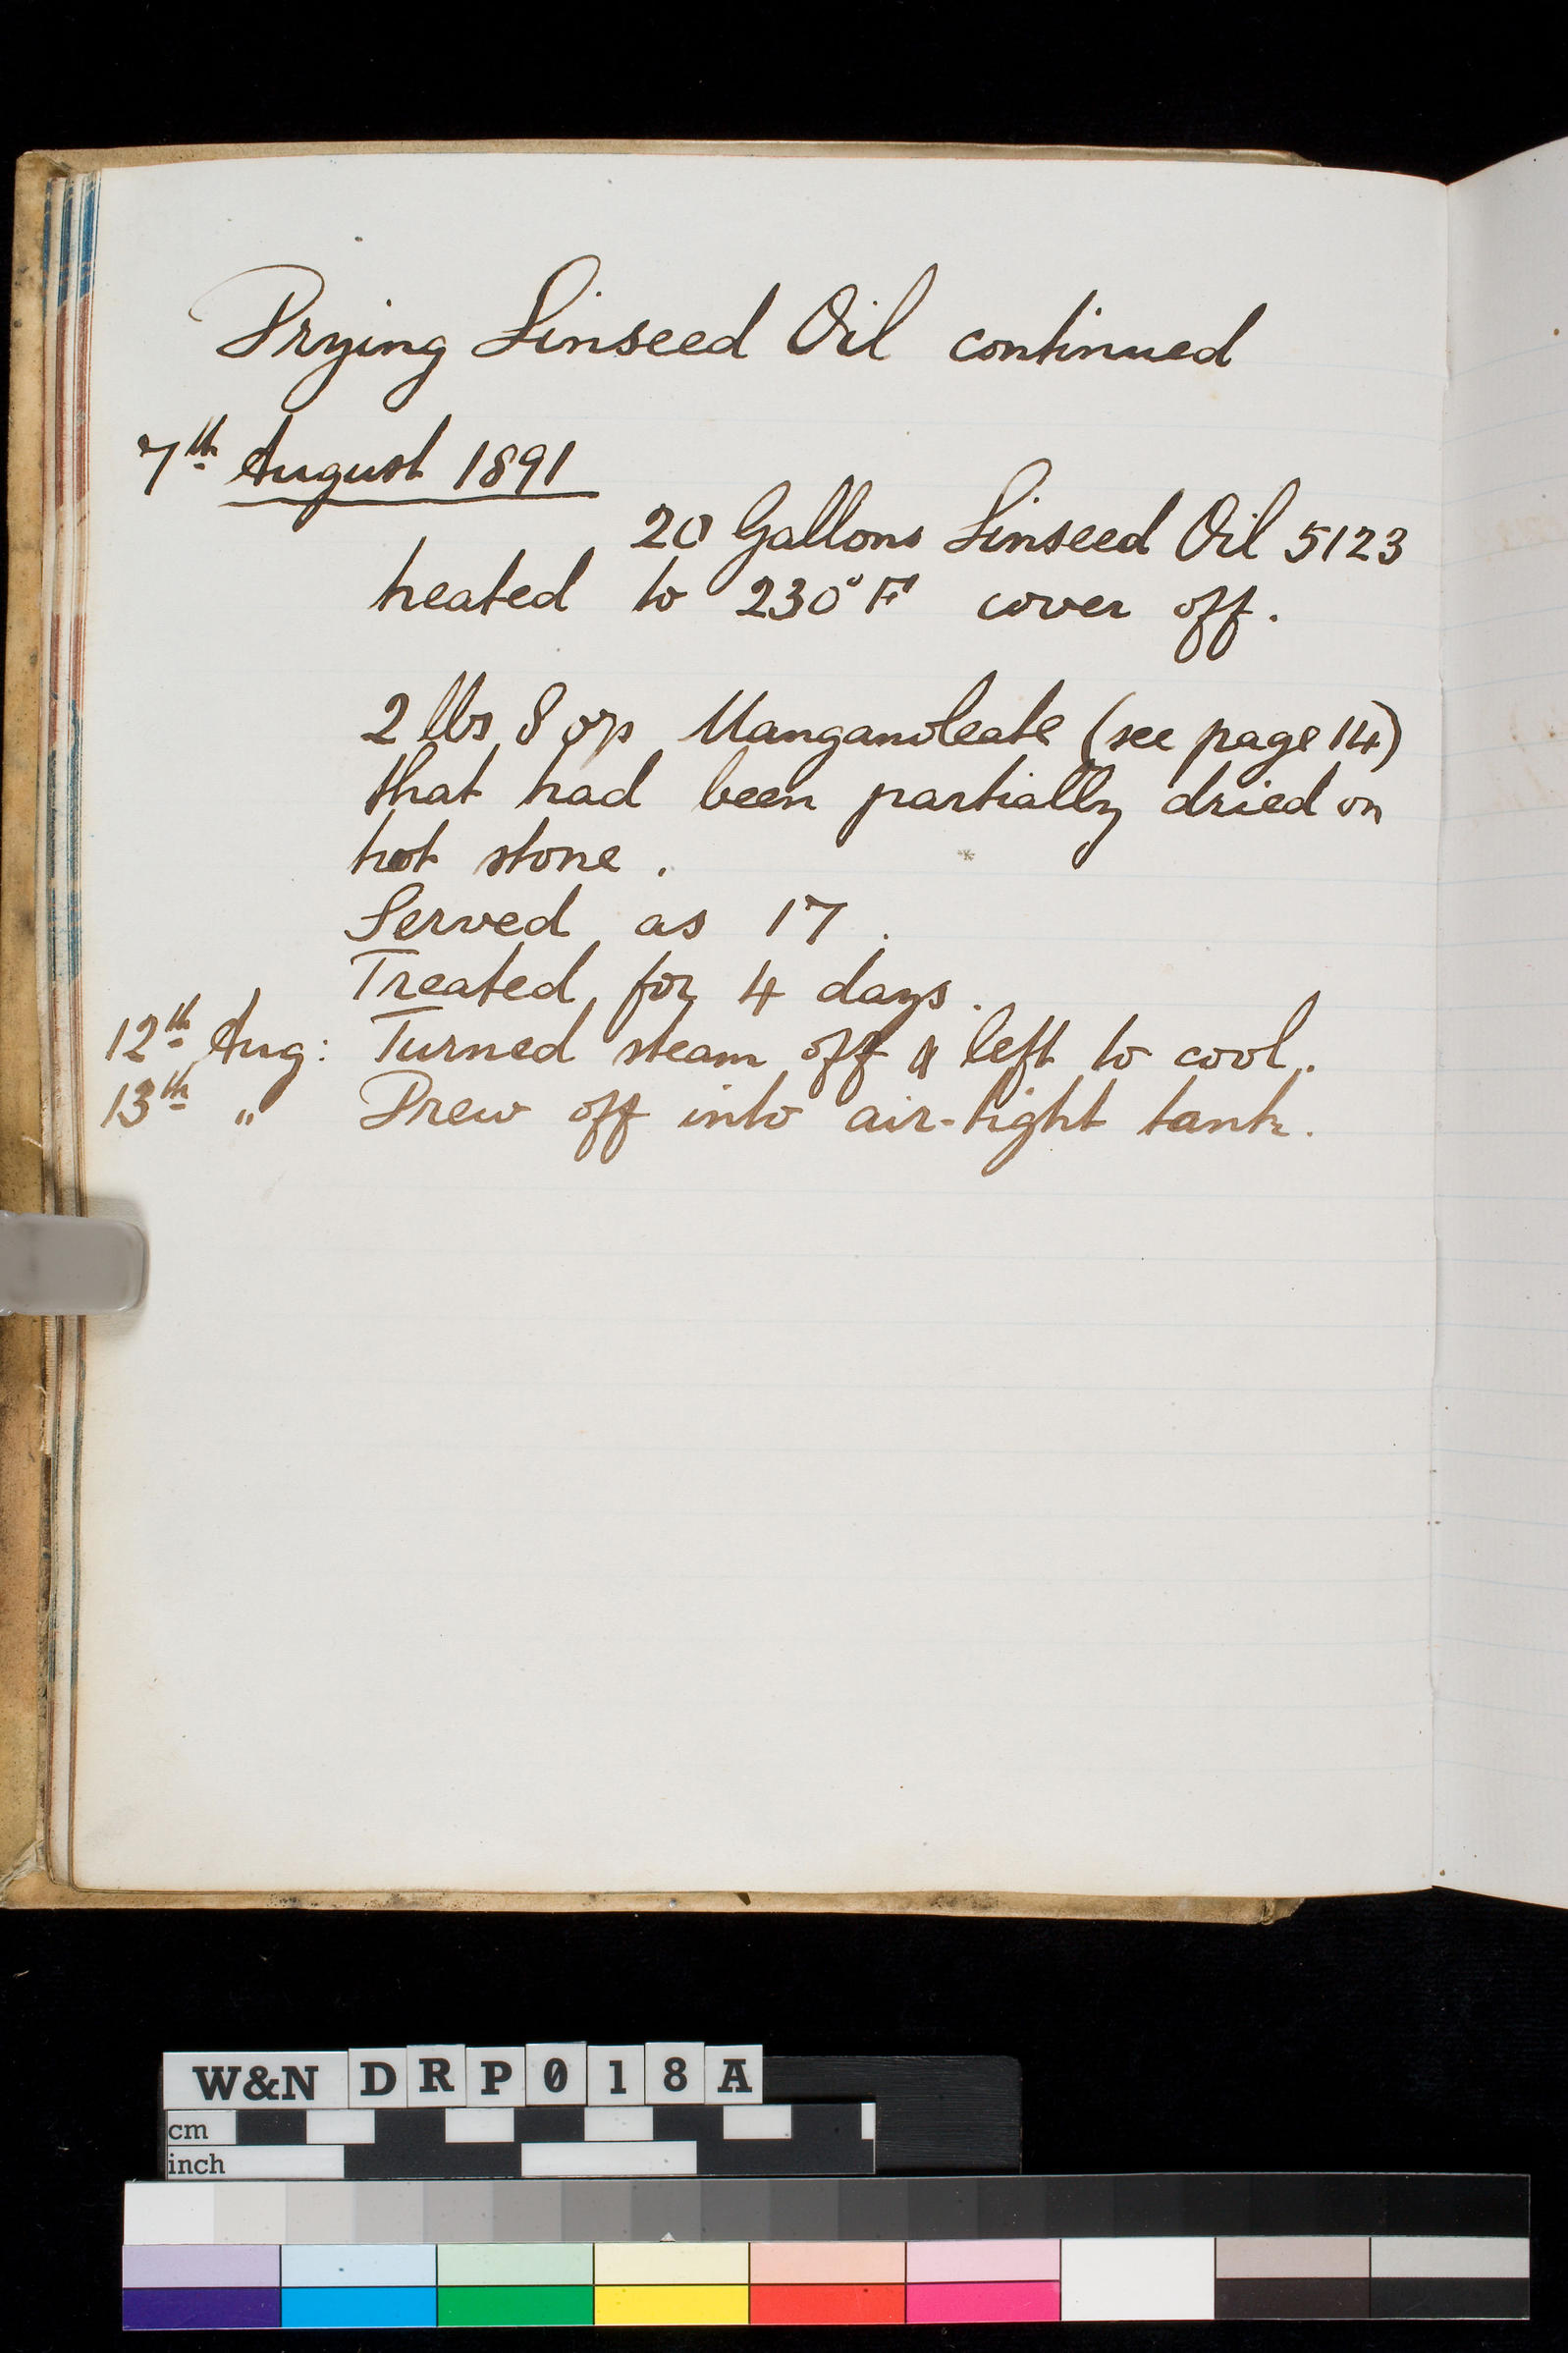 Drying Linseed Oil continued
7th August 1891
20 Gallons Linseed Oil 5123
heated to 230°F cover off.
2 lbs 8 ozs Manganoleate (see page 14)
that had been partially dried on
hot stone.
Served as 17.
Treated for 4 days.
12th Aug: Turned steam off & left to cool.
13th " Drew off into air-tight tank.
W&N DRP018A
cm
inch